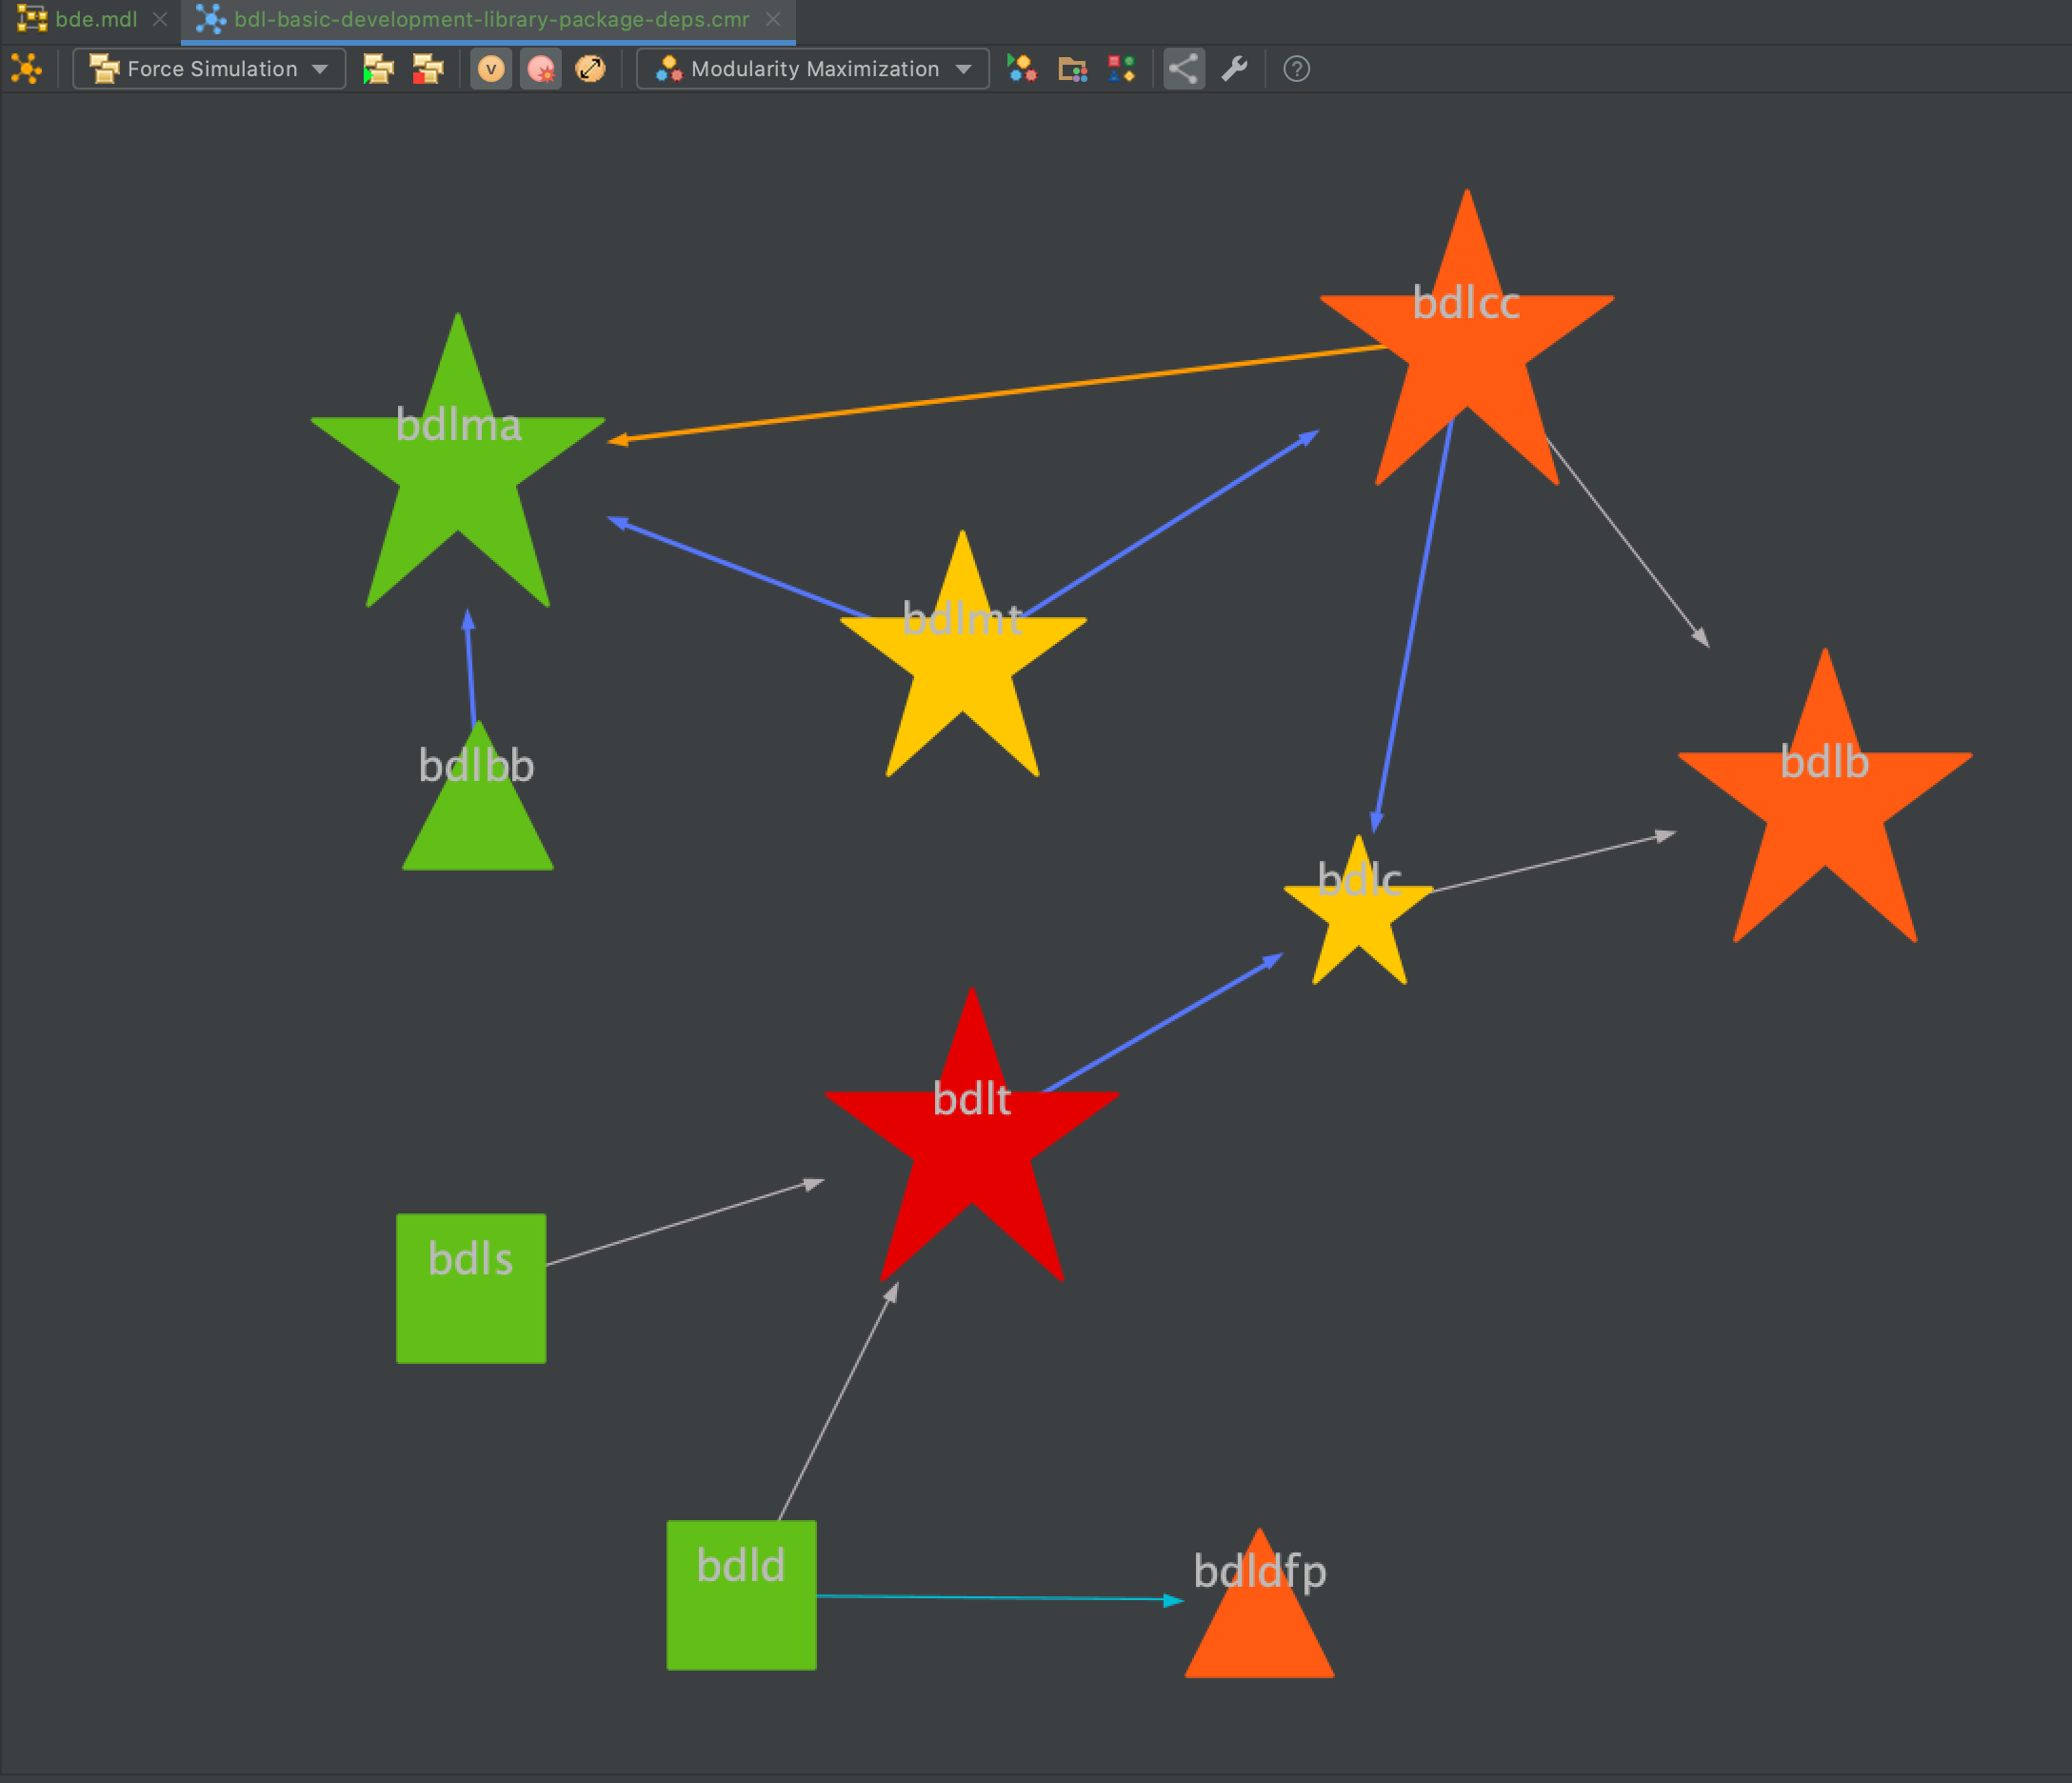 bde.mdl
bdl-basic-development-library-package-deps.cmr
Force Simulation
V
Modularity Maximization
?
bdlcc
bdlma
bdlmt
bdlbb
bdlb
bdlc
bdlt
bdls
bdld
bdldfp